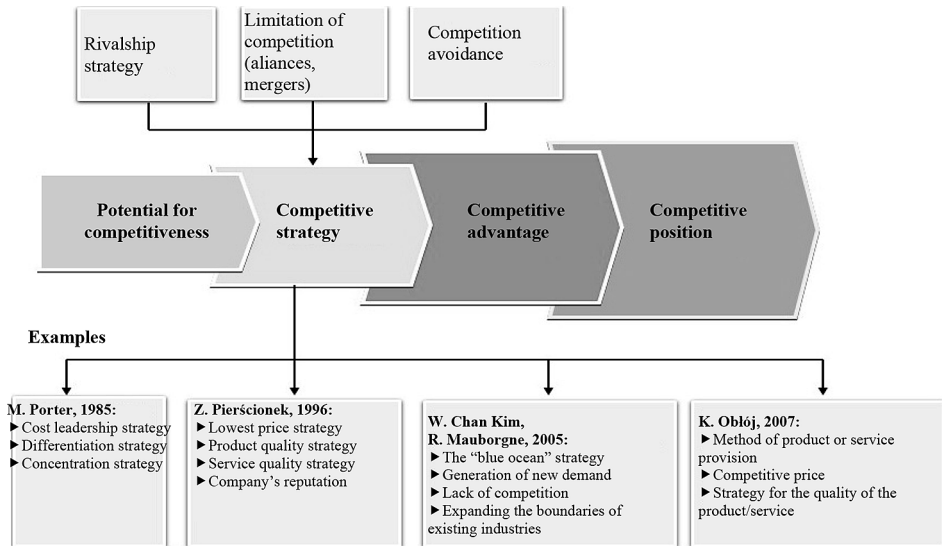 Rivalship
strategy
Limitation of
competition
(aliances,
mergers)
Competition
avoidance
Potential for
competitiveness
Competitive
strategy
Competitive
advantage
Competitive
position
Examples
M. Porter, 1985:
▶ Cost leadership strategy
▶ Differentiation strategy
▶ Concentration strategy
Z. Pierścionek, 1996:
▶ Lowest price strategy
▶ Product quality strategy
▶ Service quality strategy
▶ Company’s reputation
W. Chan Kim,
R. Mauborgne, 2005:
▶ The “blue ocean” strategy
▶ Generation of new demand
▶ Lack of competition
▶ Expanding the boundaries of
existing industries
K. Oblój, 2007:
▶ Method of product or service
provision
▶ Competitive price
▶ Strategy for the quality of the
product/service